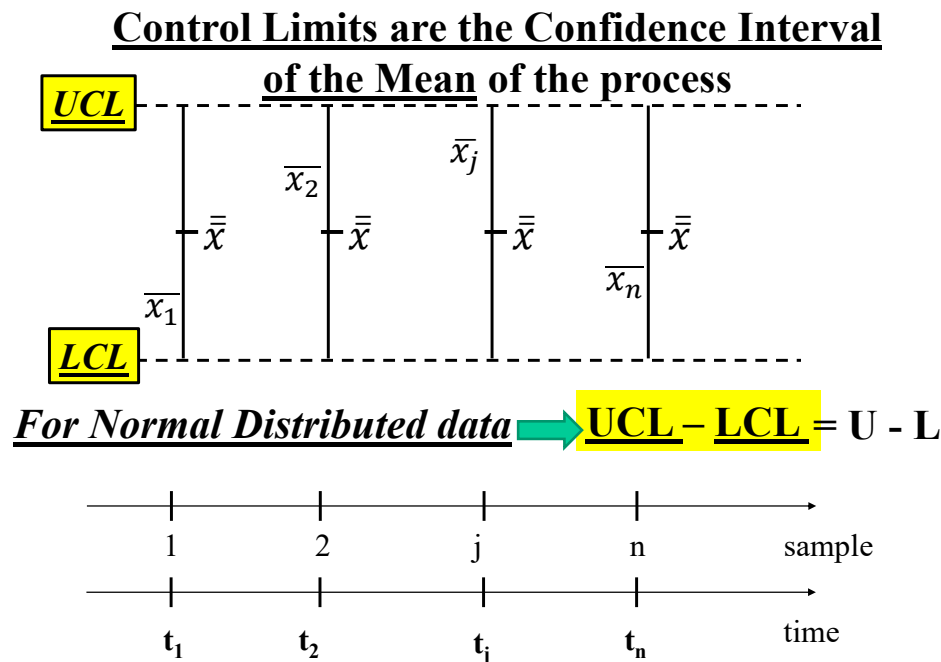 Control Limits are the Confidence Interval
of the Mean of the process
UCL
x̄₂ x̄ⱼ
x̿ x̿ x̿ x̿
x̄₁ x̄ₙ
LCL
For Normal Distributed data UCL – LCL = U - L
1 2 j n sample
t₁ t₂ tⱼ tₙ time